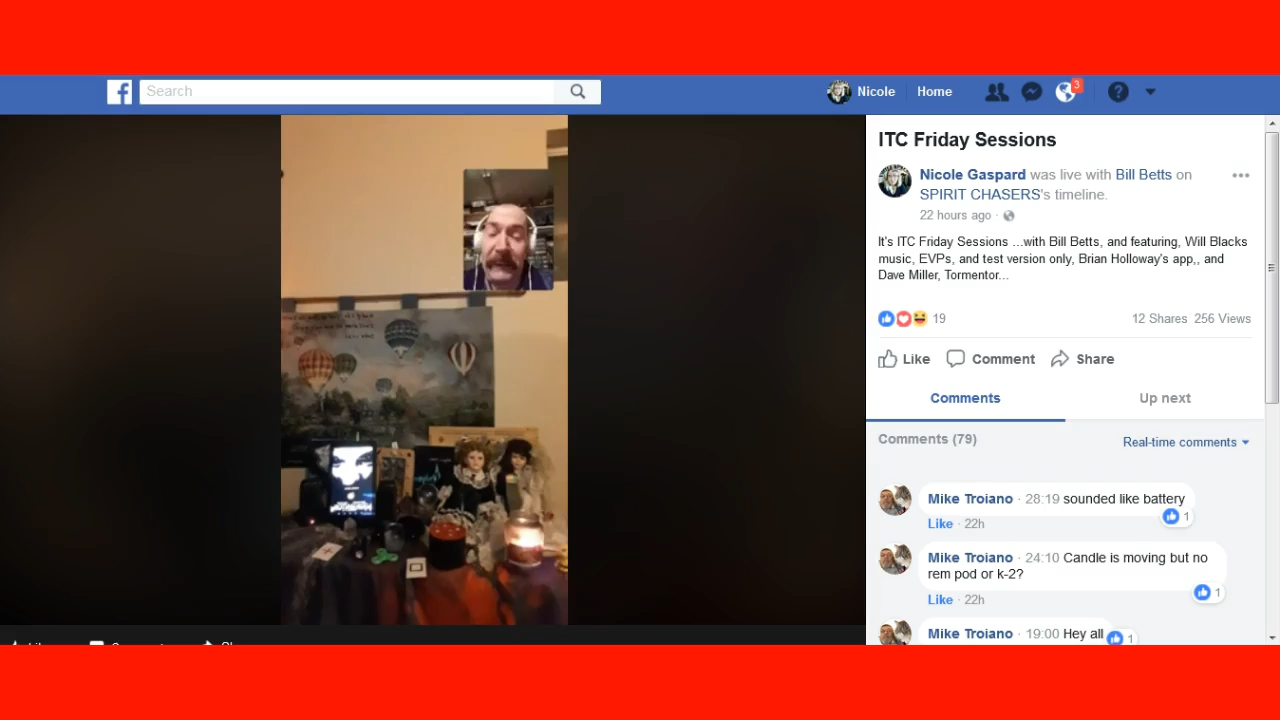 Search
Nicole
Home
3
ITC Friday Sessions
Nicole Gaspard was live with Bill Betts on
SPIRIT CHASERS's timeline.
22 hours ago ·
It's ITC Friday Sessions ...with Bill Betts, and featuring, Will Blacks
music, EVPs, and test version only, Brian Holloway's app,, and
Dave Miller, Tormentor...
19
12 Shares 256 Views
Like Comment Share
Comments
Up next
Comments (79)
Real-time comments
Mike Troiano · 28:19 sounded like battery
1
Like · 22h
Mike Troiano · 24:10 Candle is moving but no
rem pod or k-2?
1
Like · 22h
Mike Troiano · 19:00 Hey all
1